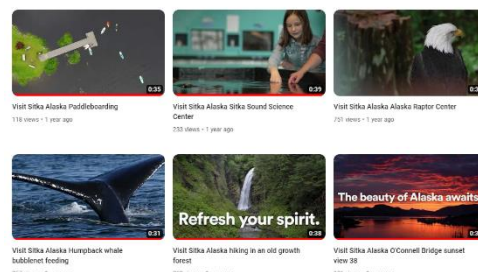 0:35
0:39
Visit Sitka Alaska Paddleboarding
118 views • 1 year ago
Visit Sitka Alaska Sitka Sound Science
Center
233 views • 1 year ago
Visit Sitka Alaska Alaska Raptor Center
751 views • 1 year ago
Refresh your spirit.
The beauty of Alaska awaits
0:31
0:38
Visit Sitka Alaska Humpback whale
bubblenet feeding
Visit Sitka Alaska hiking in an old growth
forest
Visit Sitka Alaska O'Connell Bridge sunset
view 38